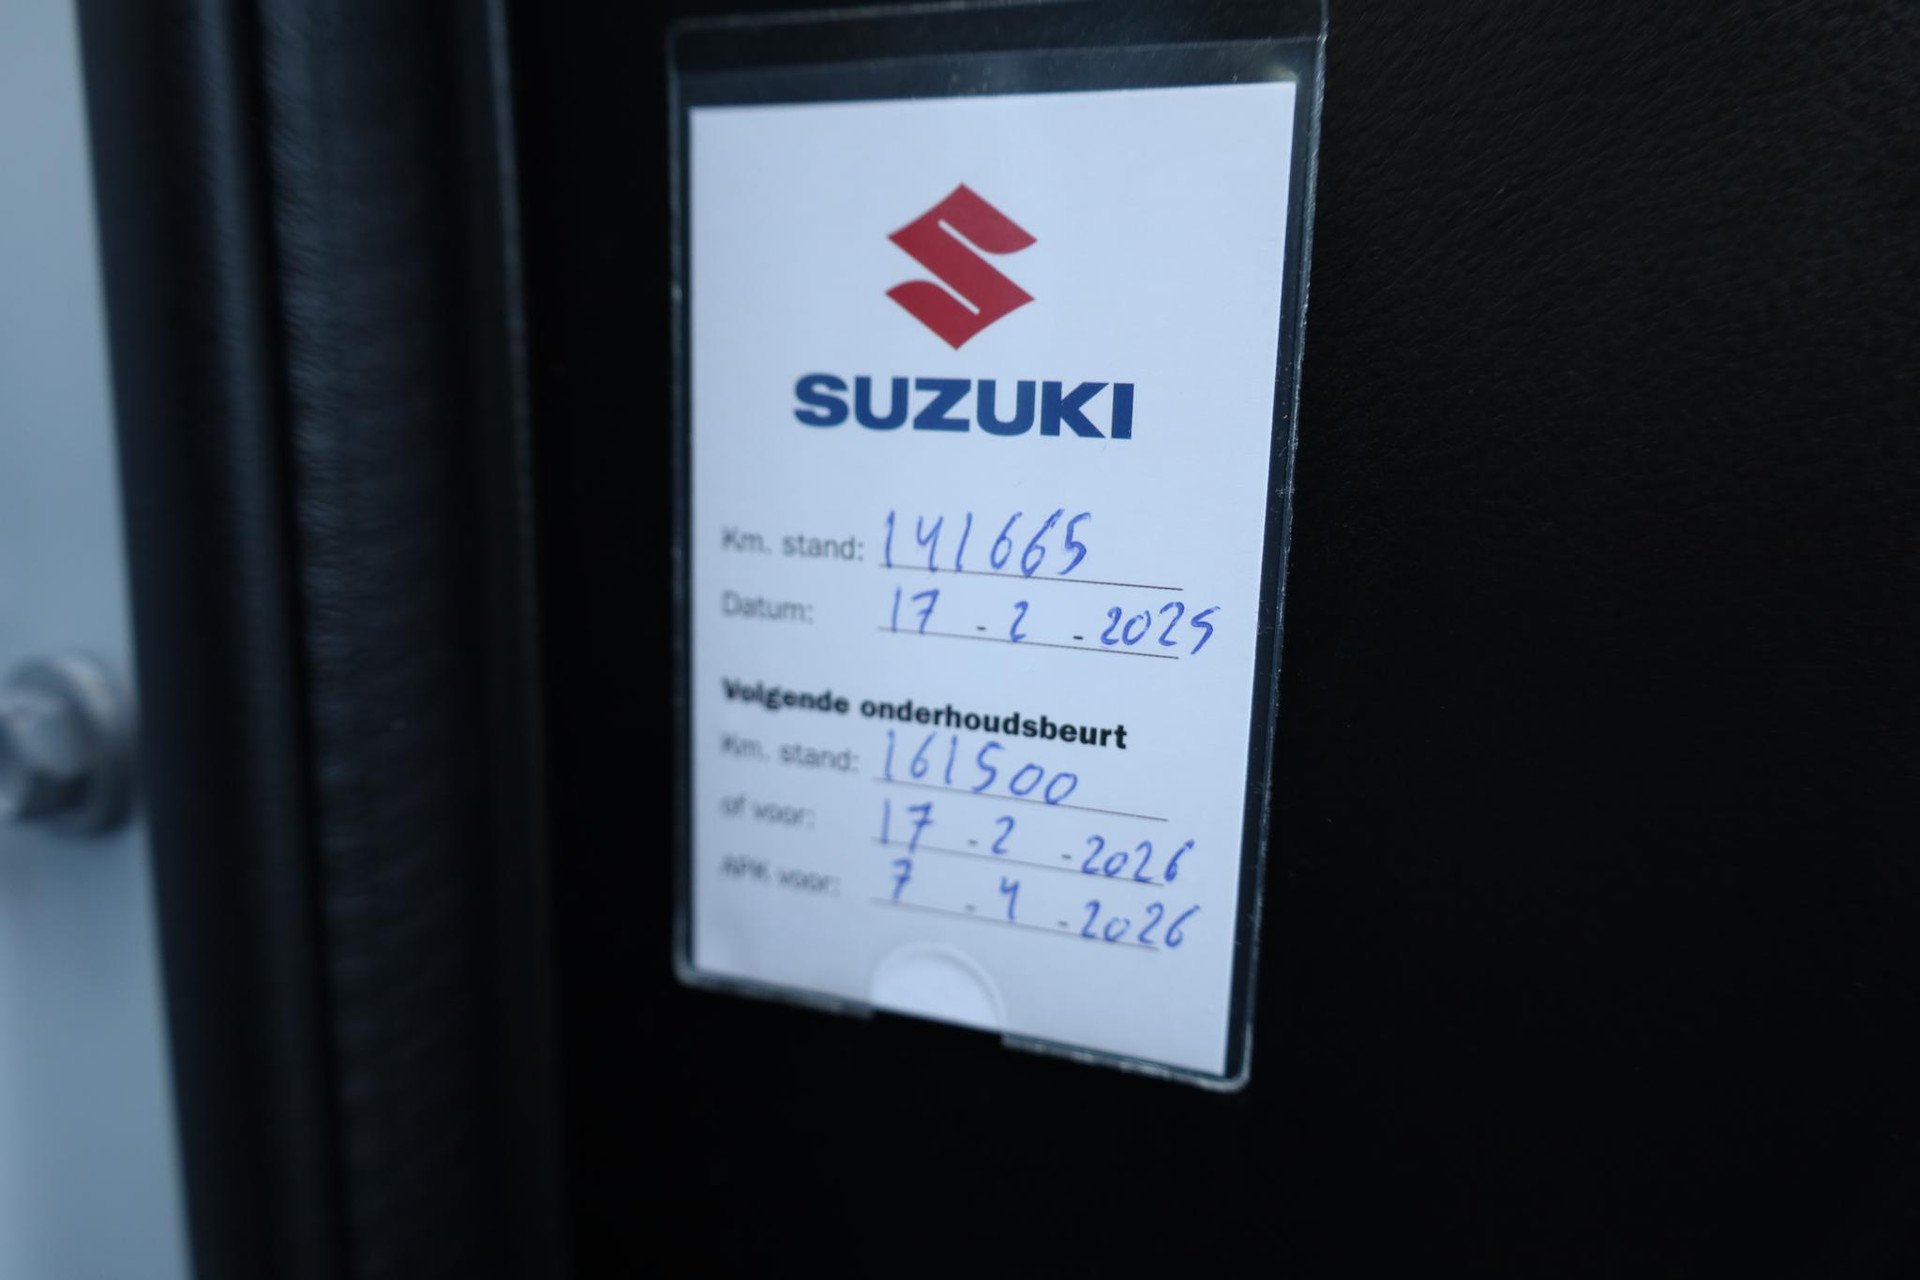 SUZUKI
Km. stand: 141665
Datum: 17 - 2 - 2025
Volgende onderhoudsbeurt
Km. stand: 161500
of voor: 17 - 2 - 2026
APK voor: 7 - 4 - 2026